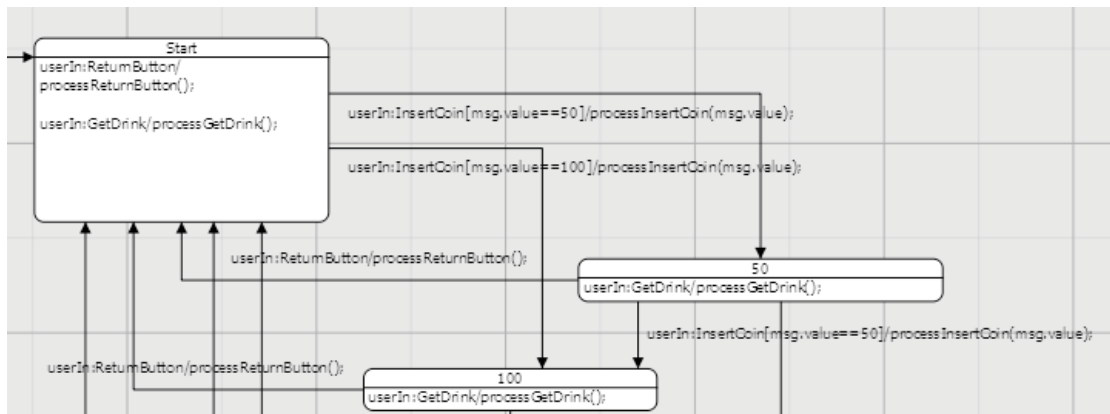 Start
userIn:ReturnButton/
processReturnButton();
userIn:GetDrink/processGetDrink();
userIn:InsertCoin[msg.value==50]/processInsertCoin(msg.value);
userIn:InsertCoin[msg.value==100]/processInsertCoin(msg.value);
userIn:ReturnButton/processReturnButton();
50
userIn:GetDrink/processGetDrink();
userIn:InsertCoin[msg.value==50]/processInsertCoin(msg.value);
userIn:ReturnButton/processReturnButton();
100
userIn:GetDrink/processGetDrink();